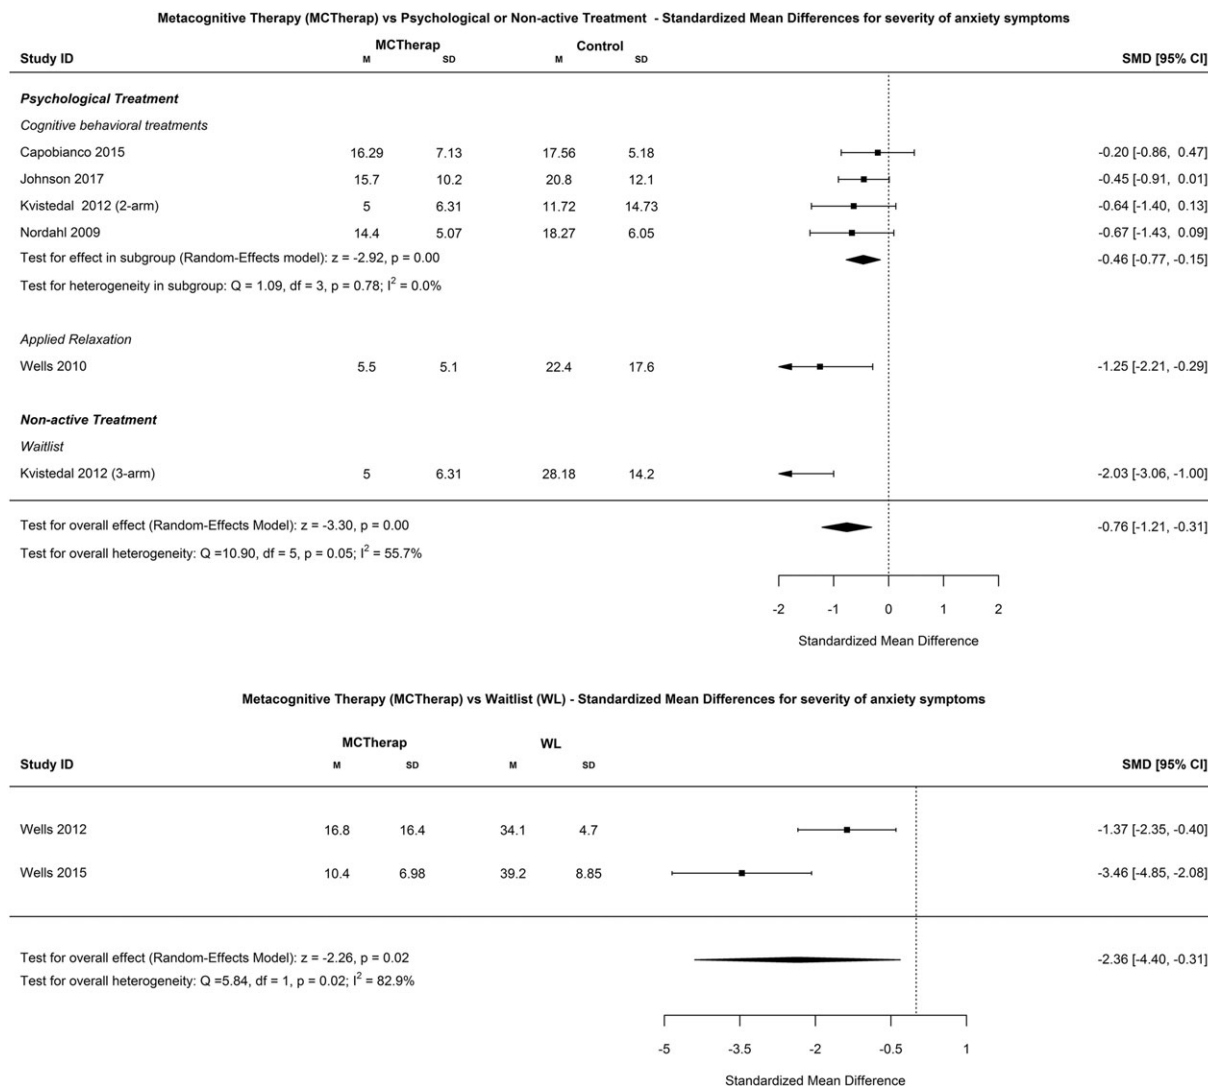 Metacognitive Therapy (MCTherap) vs Psychological or Non-active Treatment - Standardized Mean Differences for severity of anxiety symptoms
MCTherap Control
Study ID M SD M SD SMD [95% CI]
Psychological Treatment
Cognitive behavioral treatments
Capobianco 2015 16.29 7.13 17.56 5.18 -0.20 [-0.86, 0.47]
Johnson 2017 15.7 10.2 20.8 12.1 -0.45 [-0.91, 0.01]
Kvistedal 2012 (2-arm) 5 6.31 11.72 14.73 -0.64 [-1.40, 0.13]
Nordahl 2009 14.4 5.07 18.27 6.05 -0.67 [-1.43, 0.09]
Test for effect in subgroup (Random-Effects model): z = -2.92, p = 0.00 -0.46 [-0.77, -0.15]
Test for heterogeneity in subgroup: Q = 1.09, df = 3, p = 0.78; I² = 0.0%
Applied Relaxation
Wells 2010 5.5 5.1 22.4 17.6 -1.25 [-2.21, -0.29]
Non-active Treatment
Waitlist
Kvistedal 2012 (3-arm) 5 6.31 28.18 14.2 -2.03 [-3.06, -1.00]
Test for overall effect (Random-Effects Model): z = -3.30, p = 0.00 -0.76 [-1.21, -0.31]
Test for overall heterogeneity: Q =10.90, df = 5, p = 0.05; I² = 55.7%
-2 -1 0 1 2
Standardized Mean Difference
Metacognitive Therapy (MCTherap) vs Waitlist (WL) - Standardized Mean Differences for severity of anxiety symptoms
MCTherap WL
Study ID M SD M SD SMD [95% CI]
Wells 2012 16.8 16.4 34.1 4.7 -1.37 [-2.35, -0.40]
Wells 2015 10.4 6.98 39.2 8.85 -3.46 [-4.85, -2.08]
Test for overall effect (Random-Effects Model): z = -2.26, p = 0.02 -2.36 [-4.40, -0.31]
Test for overall heterogeneity: Q =5.84, df = 1, p = 0.02; I² = 82.9%
-5 -3.5 -2 -0.5 1
Standardized Mean Difference